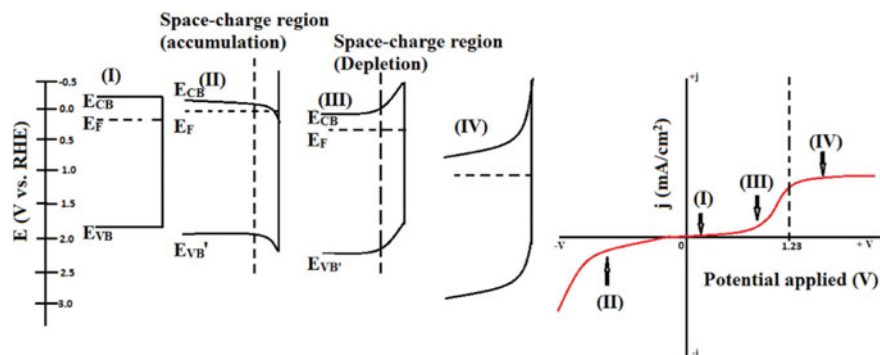 Space-charge region
(accumulation)
Space-charge region
(Depletion)
E (V vs. RHE)
-0.5
0.0
0.5
1.0
1.5
2.0
2.5
3.0
(I)
E_CB
E_F
E_VB
(II)
E_CB
E_F
E_VB'
(III)
E_CB
E_F
E_VB'
(IV)
j (mA/cm²)
+j
-j
-V
0
1.23
+ V
(I)
(II)
(III)
(IV)
Potential applied (V)